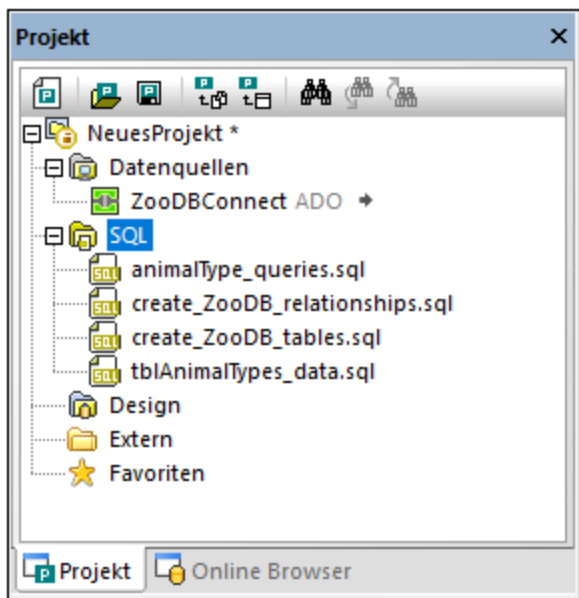 Projekt
NeuesProjekt *
Datenquellen
ZooDBConnect ADO
SQL
animalType_queries.sql
create_ZooDB_relationships.sql
create_ZooDB_tables.sql
tblAnimalTypes_data.sql
Design
Extern
Favoriten
Projekt Online Browser